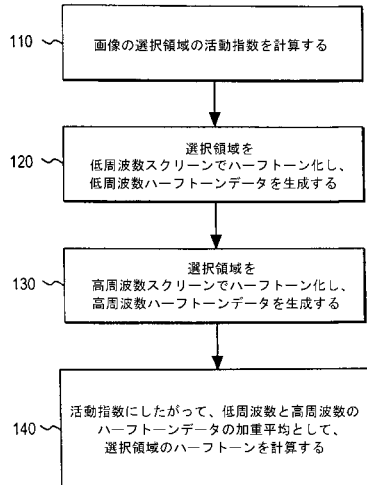 110
画像の選択領域の活動指数を計算する
120
選択領域を
低周波数スクリーンでハーフトーン化し、
低周波数ハーフトーンデータを生成する
130
選択領域を
高周波数スクリーンでハーフトーン化し、
高周波数ハーフトーンデータを生成する
140
活動指数にしたがって、低周波数と高周波数の
ハーフトーンデータの加重平均として、
選択領域のハーフトーンを計算する